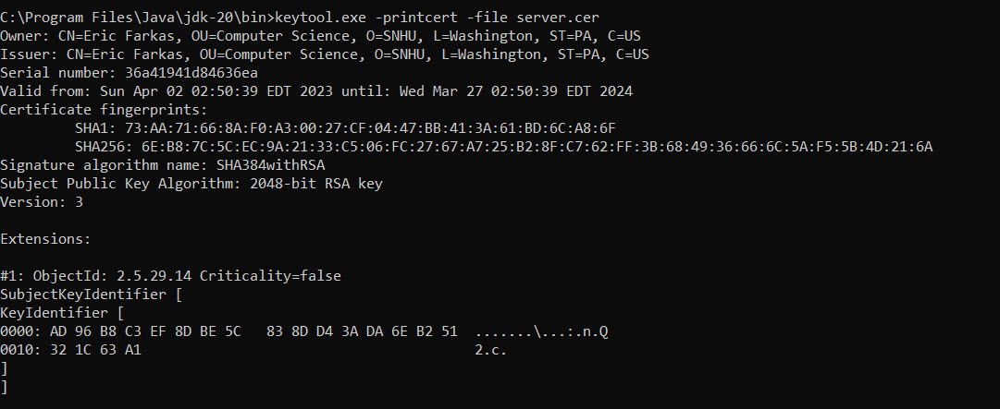 C:\Program Files\Java\jdk-20\bin>keytool.exe -printcert -file server.cer
Owner: CN=Eric Farkas, OU=Computer Science, O=SNHU, L=Washington, ST=PA, C=US
Issuer: CN=Eric Farkas, OU=Computer Science, O=SNHU, L=Washington, ST=PA, C=US
Serial number: 36a41941d84636ea
Valid from: Sun Apr 02 02:50:39 EDT 2023 until: Wed Mar 27 02:50:39 EDT 2024
Certificate fingerprints:
         SHA1: 73:AA:71:66:8A:F0:A3:00:27:CF:04:47:BB:41:3A:61:BD:6C:A8:6F
         SHA256: 6E:B8:7C:5C:EC:9A:21:33:C5:06:FC:27:67:A7:25:B2:8F:C7:62:FF:3B:68:49:36:66:6C:5A:F5:5B:4D:21:6A
Signature algorithm name: SHA384withRSA
Subject Public Key Algorithm: 2048-bit RSA key
Version: 3

Extensions:

#1: ObjectId: 2.5.29.14 Criticality=false
SubjectKeyIdentifier [
KeyIdentifier [
0000: AD 96 B8 C3 EF 8D BE 5C   83 8D D4 3A DA 6E B2 51  .......\...:.n.Q
0010: 32 1C 63 A1                                        2.c.
]
]